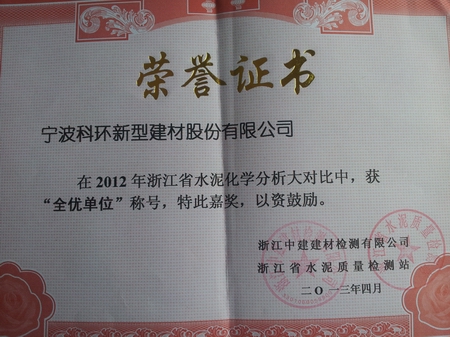 荣誉证书
宁波科环新型建材股份有限公司
在2012年浙江省水泥化学分析大对比中，获
“全优单位”称号，特此嘉奖，以资鼓励。
浙江中建建材检测有限公司
浙江省水泥质量检测站
二〇一三年四月